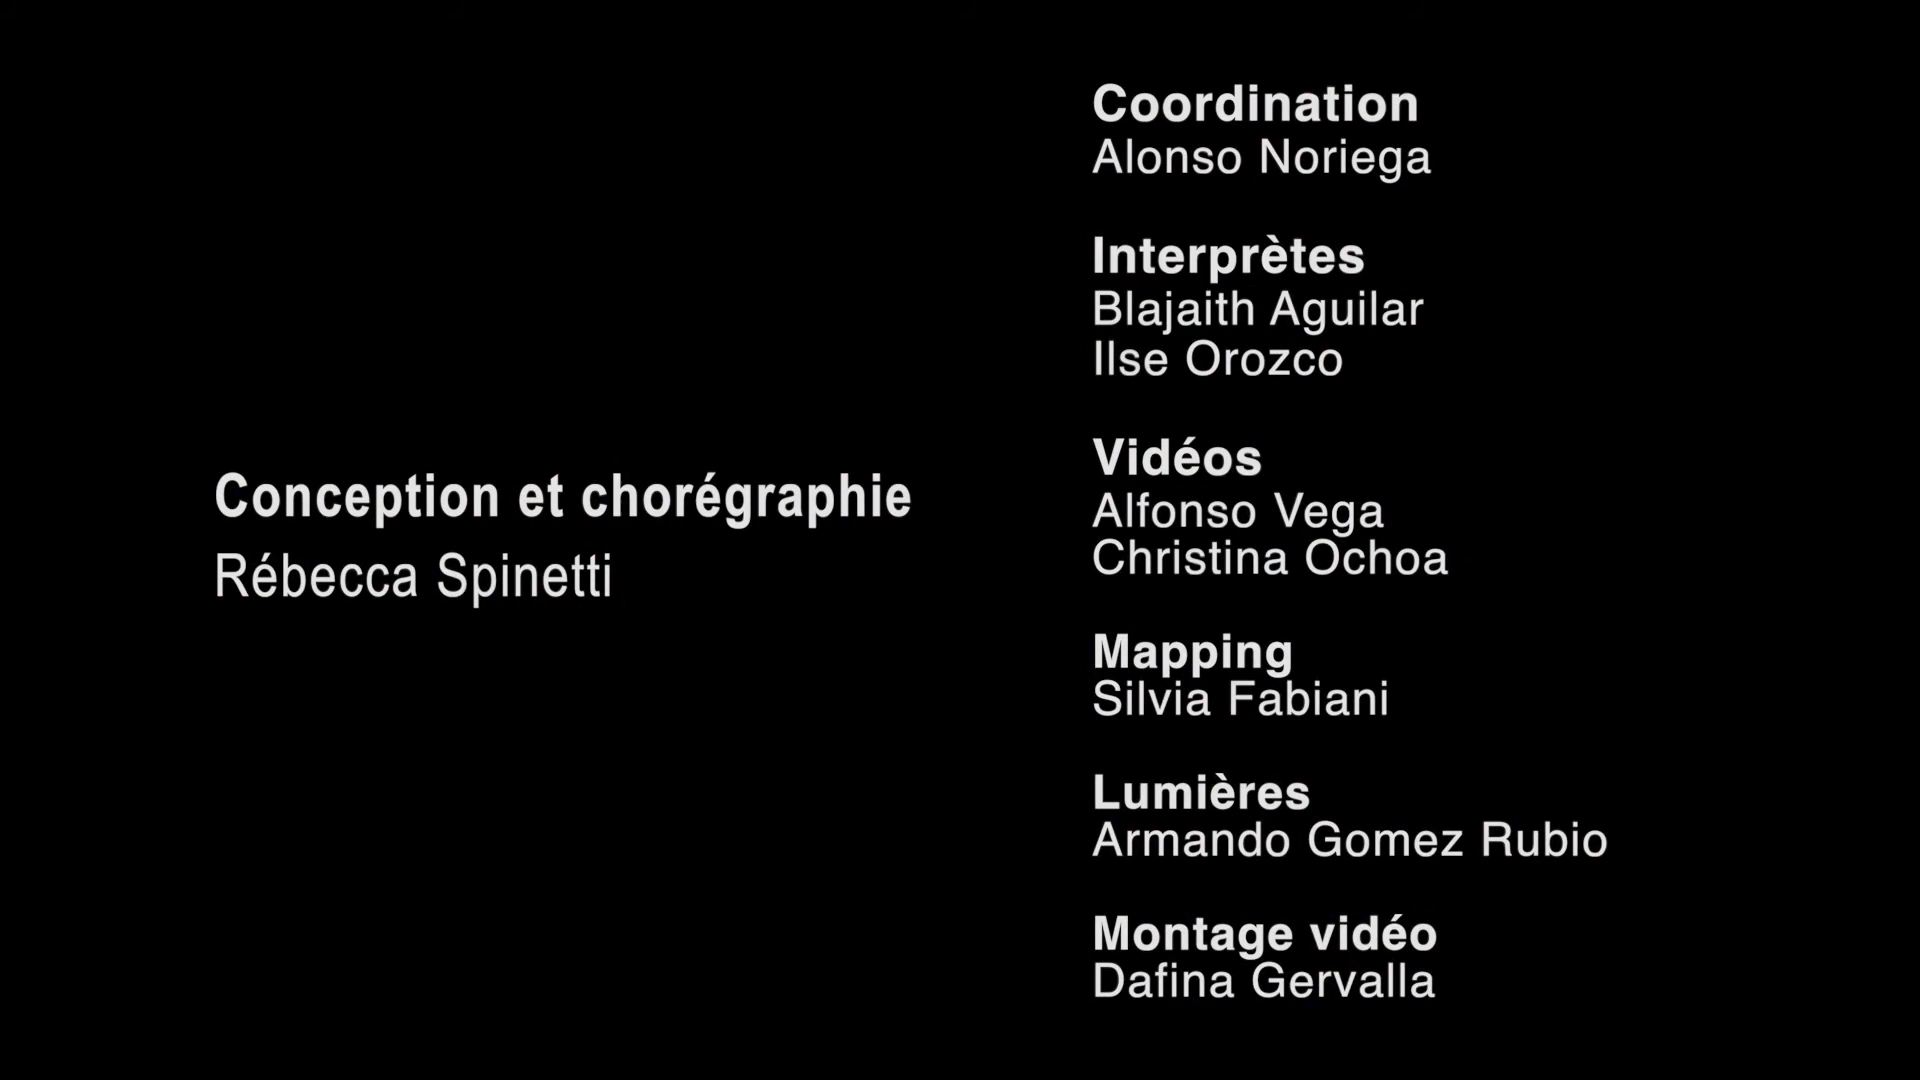 Conception et chorégraphie
Rébecca Spinetti
Coordination
Alonso Noriega
Interprètes
Blajaith Aguilar
Ilse Orozco
Vidéos
Alfonso Vega
Christina Ochoa
Mapping
Silvia Fabiani
Lumières
Armando Gomez Rubio
Montage vidéo
Dafina Gervalla